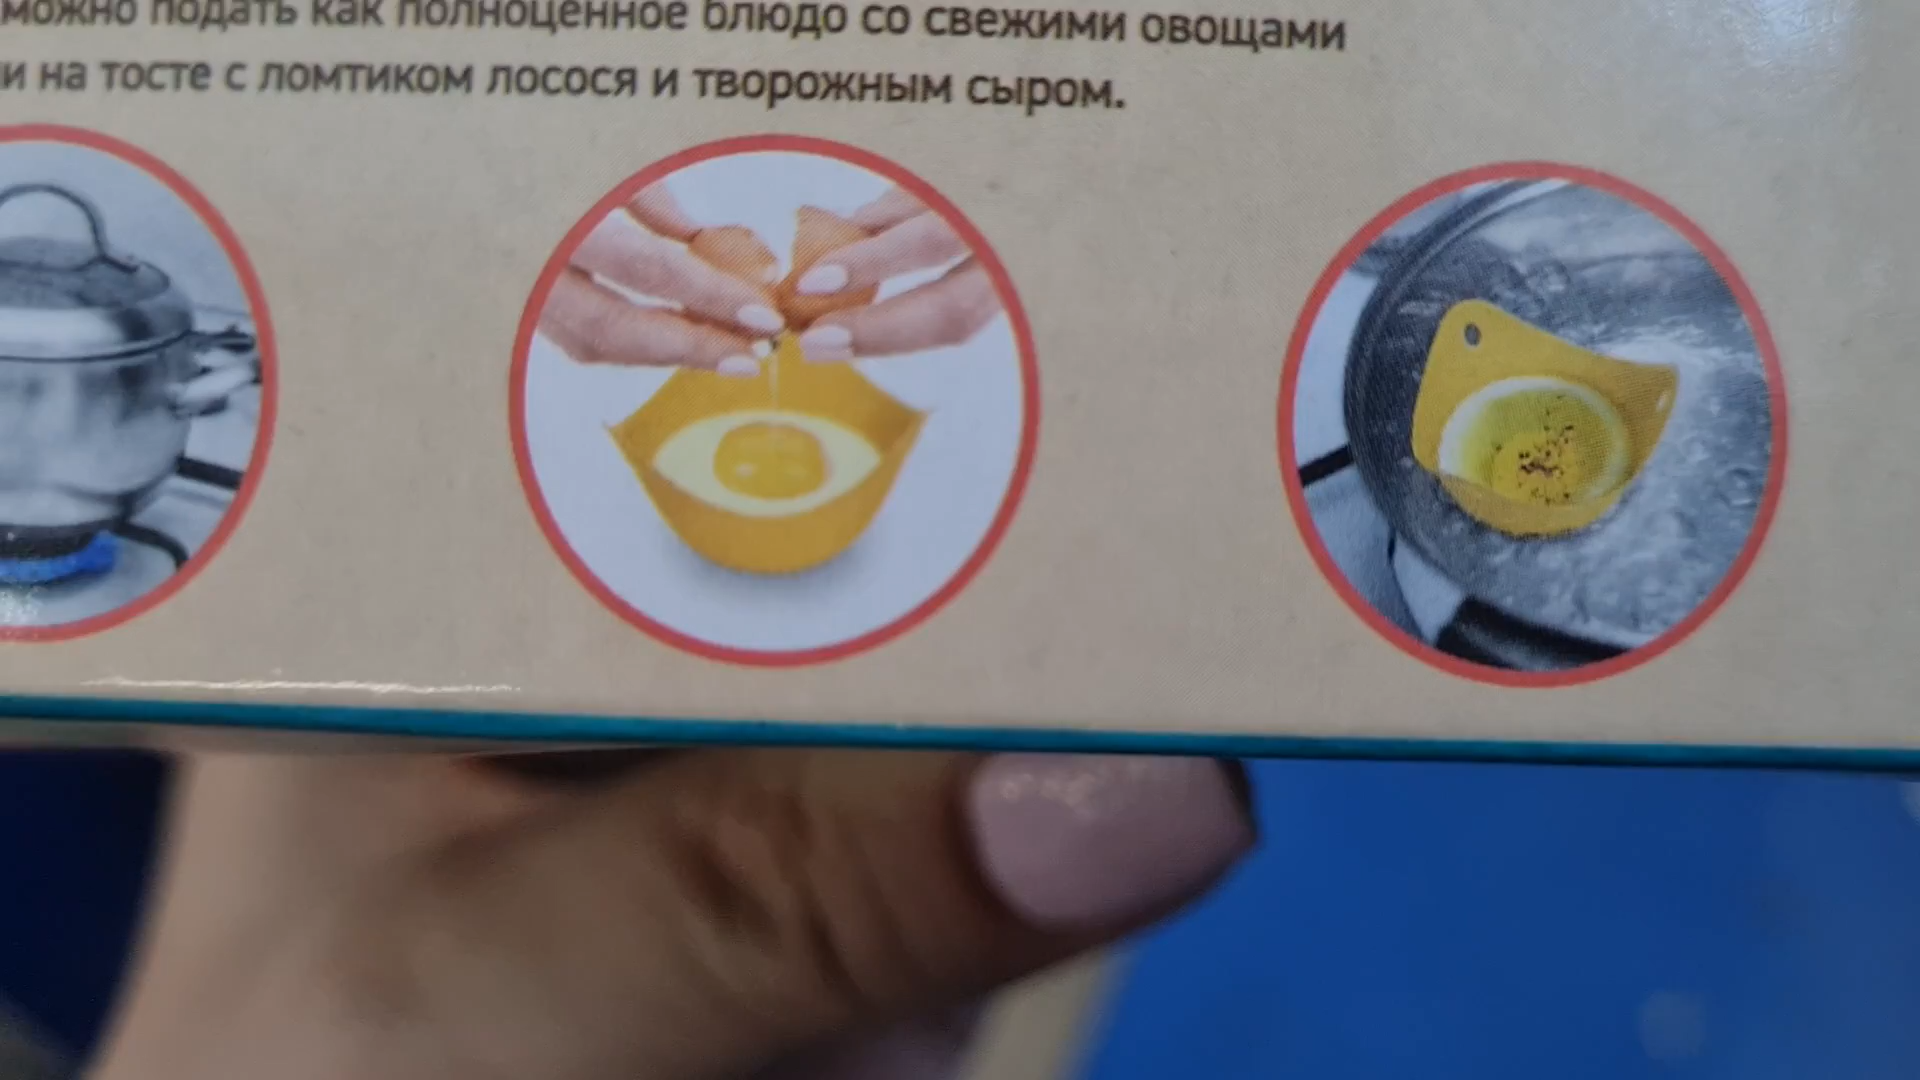 можно подать как полноценное блюдо со свежими овощами
и на тосте с ломтиком лосося и творожным сыром.